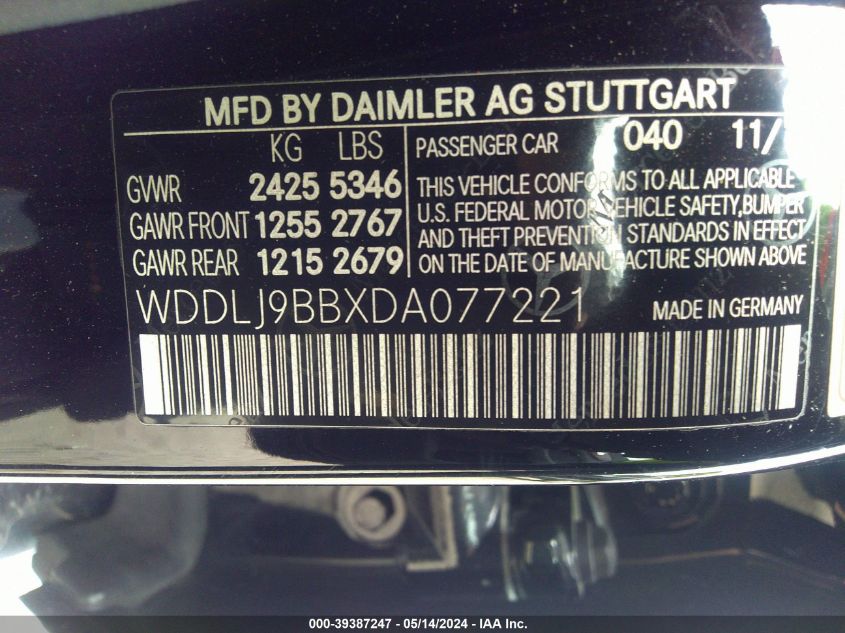 MFD BY DAIMLER AG STUTTGART
KG LBS
GVWR 2425 5346
GAWR FRONT 1255 2767
GAWR REAR 1215 2679
PASSENGER CAR 040 11/
THIS VEHICLE CONFORMS TO ALL APPLICABLE
U.S. FEDERAL MOTOR VEHICLE SAFETY, BUMPER
AND THEFT PREVENTION STANDARDS IN EFFECT
ON THE DATE OF MANUFACTURE SHOWN ABOVE
WDDLJ9BBXDA077221 MADE IN GERMANY
000-39387247 - 05/14/2024 - IAA Inc.